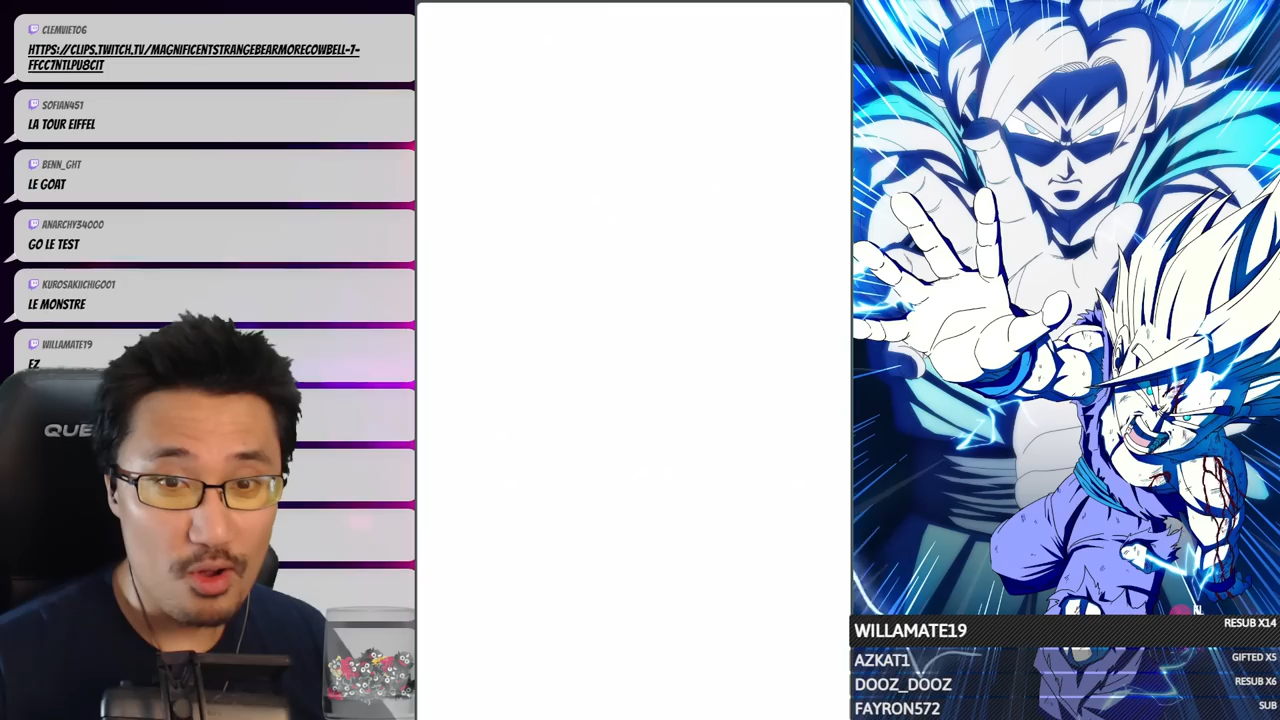 CLEMVIET06
HTTPS://CLIPS.TWITCH.TV/MAGNIFICENTSTRANGEBEARMORECOWBELL-7-
FFCC7NTLPU8CIT
SOFIAN451
LA TOUR EIFFEL
BENN_GHT
LE GOAT
ANARCHY34000
GO LE TEST
KUROSAKIICHIGO01
LE MONSTRE
WILLAMATE19
EZ
QUE
WILLAMATE19
RESUB X14
AZKAT1
GIFTED X5
DOOZ_DOOZ
RESUB X6
FAYRON572
SUB